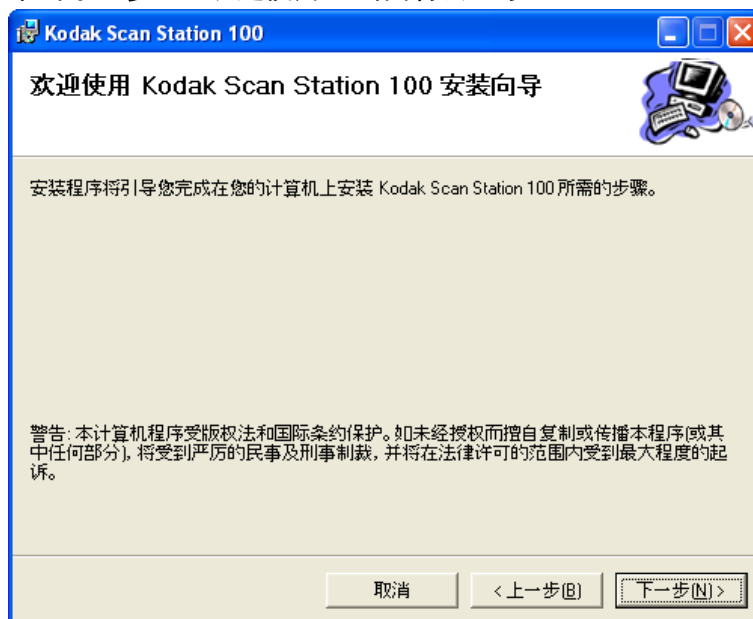 Kodak Scan Station 100
欢迎使用 Kodak Scan Station 100 安装向导
安装程序将引导您完成在您的计算机上安装 Kodak Scan Station 100 所需的步骤。
警告: 本计算机程序受版权法和国际条约保护。如未经授权而擅自复制或传播本程序(或其
中任何部分), 将受到严厉的民事及刑事制裁, 并将在法律许可的范围内受到最大程度的起
诉。
取消
< 上一步(B)
下一步(N) >